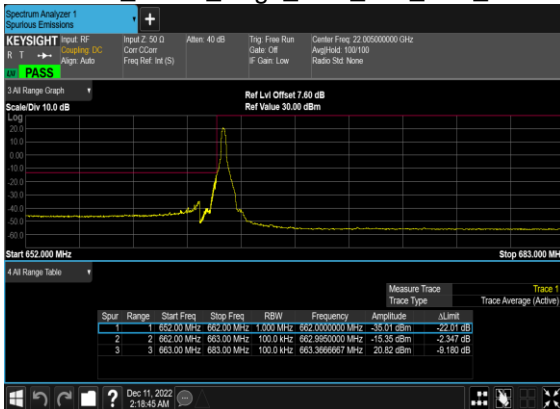 Spectrum Analyzer 1
Spurious Emissions
+
KEYSIGHT Input: RF Input Z: 50 Ω Atten: 40 dB Trig: Free Run Center Freq: 22.005000000 GHz
R T Coupling: DC Corr CCorr Gate: Off Avg|Hold: 100/100
Align: Auto Freq Ref: Int (S) IF Gain: Low Radio Std: None
PASS
3 All Range Graph Ref Lvl Offset 7.60 dB
Scale/Div 10.0 dB Ref Value 30.00 dBm
Log
20.0
10.0
0.00
-10.0
-20.0
-30.0
-40.0
-50.0
-60.0
Start 652.000 MHz Stop 683.000 MH
4 All Range Table
Measure Trace Trace 1
Trace Type Trace Average (Active)
Spur Range Start Freq Stop Freq RBW Frequency Amplitude ΔLimit
1 1 652.00 MHz 662.00 MHz 1.000 MHz 662.0000000 MHz -35.01 dBm -22.01 dB
2 2 662.00 MHz 663.00 MHz 100.0 kHz 662.9950000 MHz -15.35 dBm -2.347 dB
3 3 663.00 MHz 683.00 MHz 100.0 kHz 663.3666667 MHz 20.82 dBm -9.180 dB
? Dec 11, 2022
2:18:45 AM